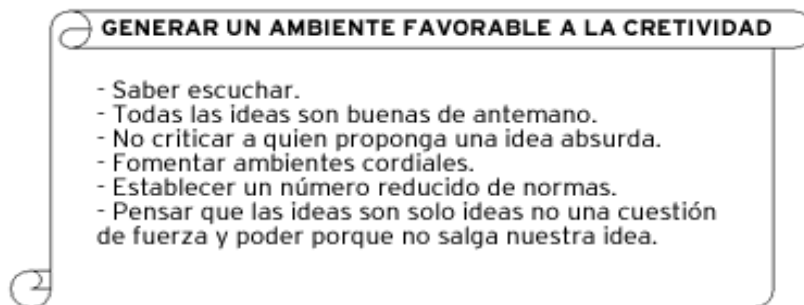 GENERAR UN AMBIENTE FAVORABLE A LA CRETIVIDAD
- Saber escuchar.
- Todas las ideas son buenas de antemano.
- No criticar a quien proponga una idea absurda.
- Fomentar ambientes cordiales.
- Establecer un número reducido de normas.
- Pensar que las ideas son solo ideas no una cuestión
de fuerza y poder porque no salga nuestra idea.